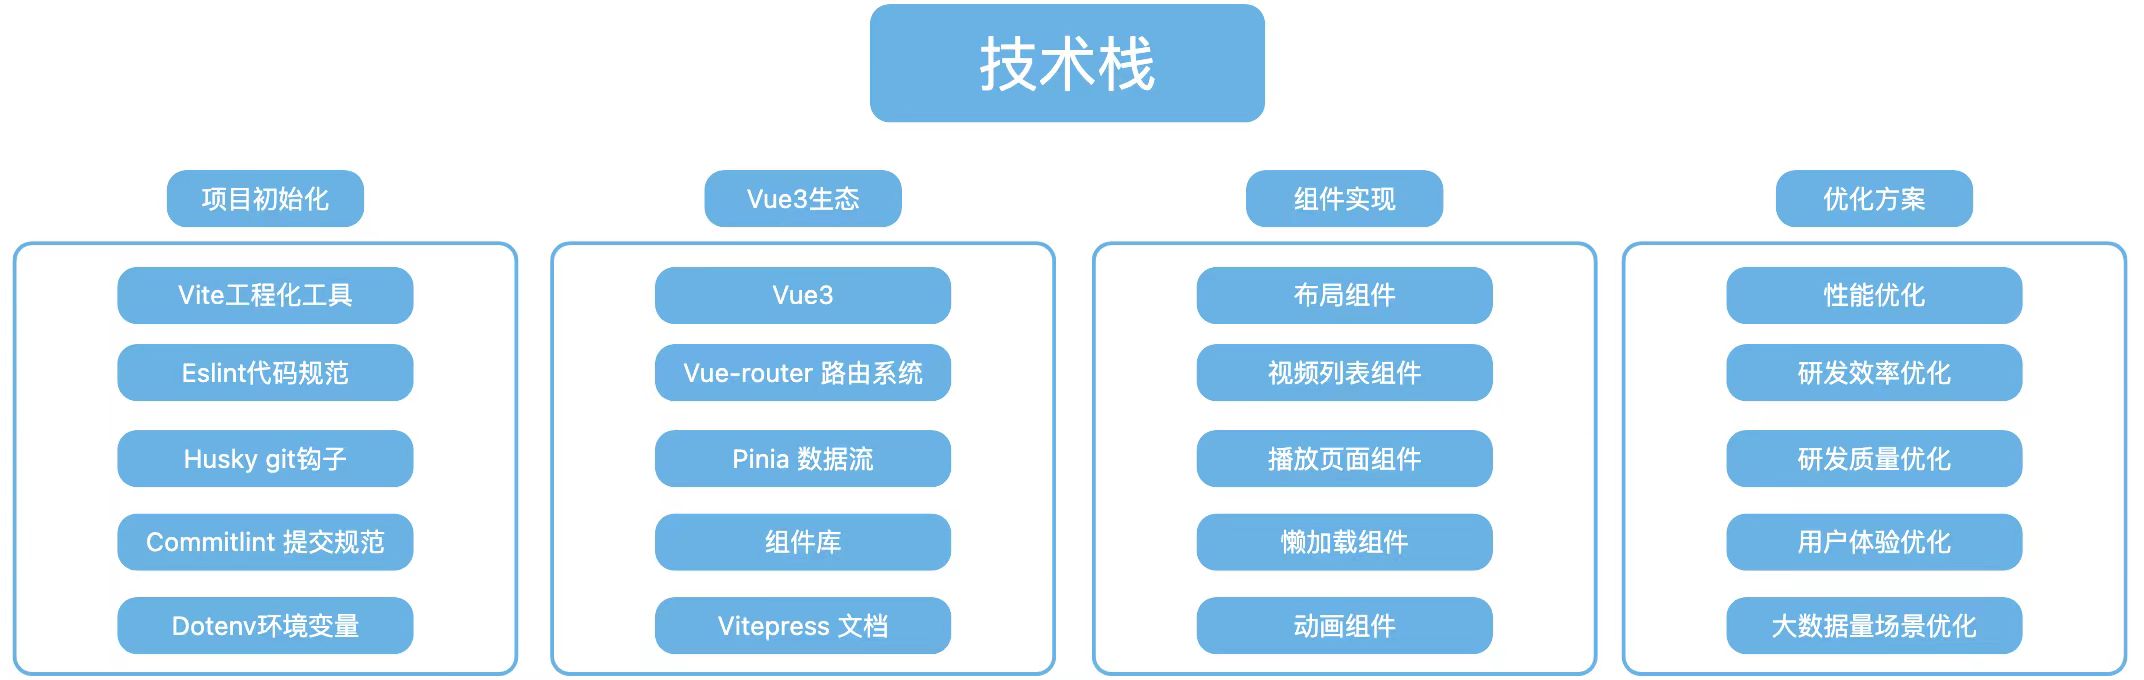 技术栈
项目初始化
Vite工程化工具
Eslint代码规范
Husky git钩子
Commitlint 提交规范
Dotenv环境变量
Vue3生态
Vue3
Vue-router 路由系统
Pinia 数据流
组件库
Vitepress 文档
组件实现
布局组件
视频列表组件
播放页面组件
懒加载组件
动画组件
优化方案
性能优化
研发效率优化
研发质量优化
用户体验优化
大数据量场景优化